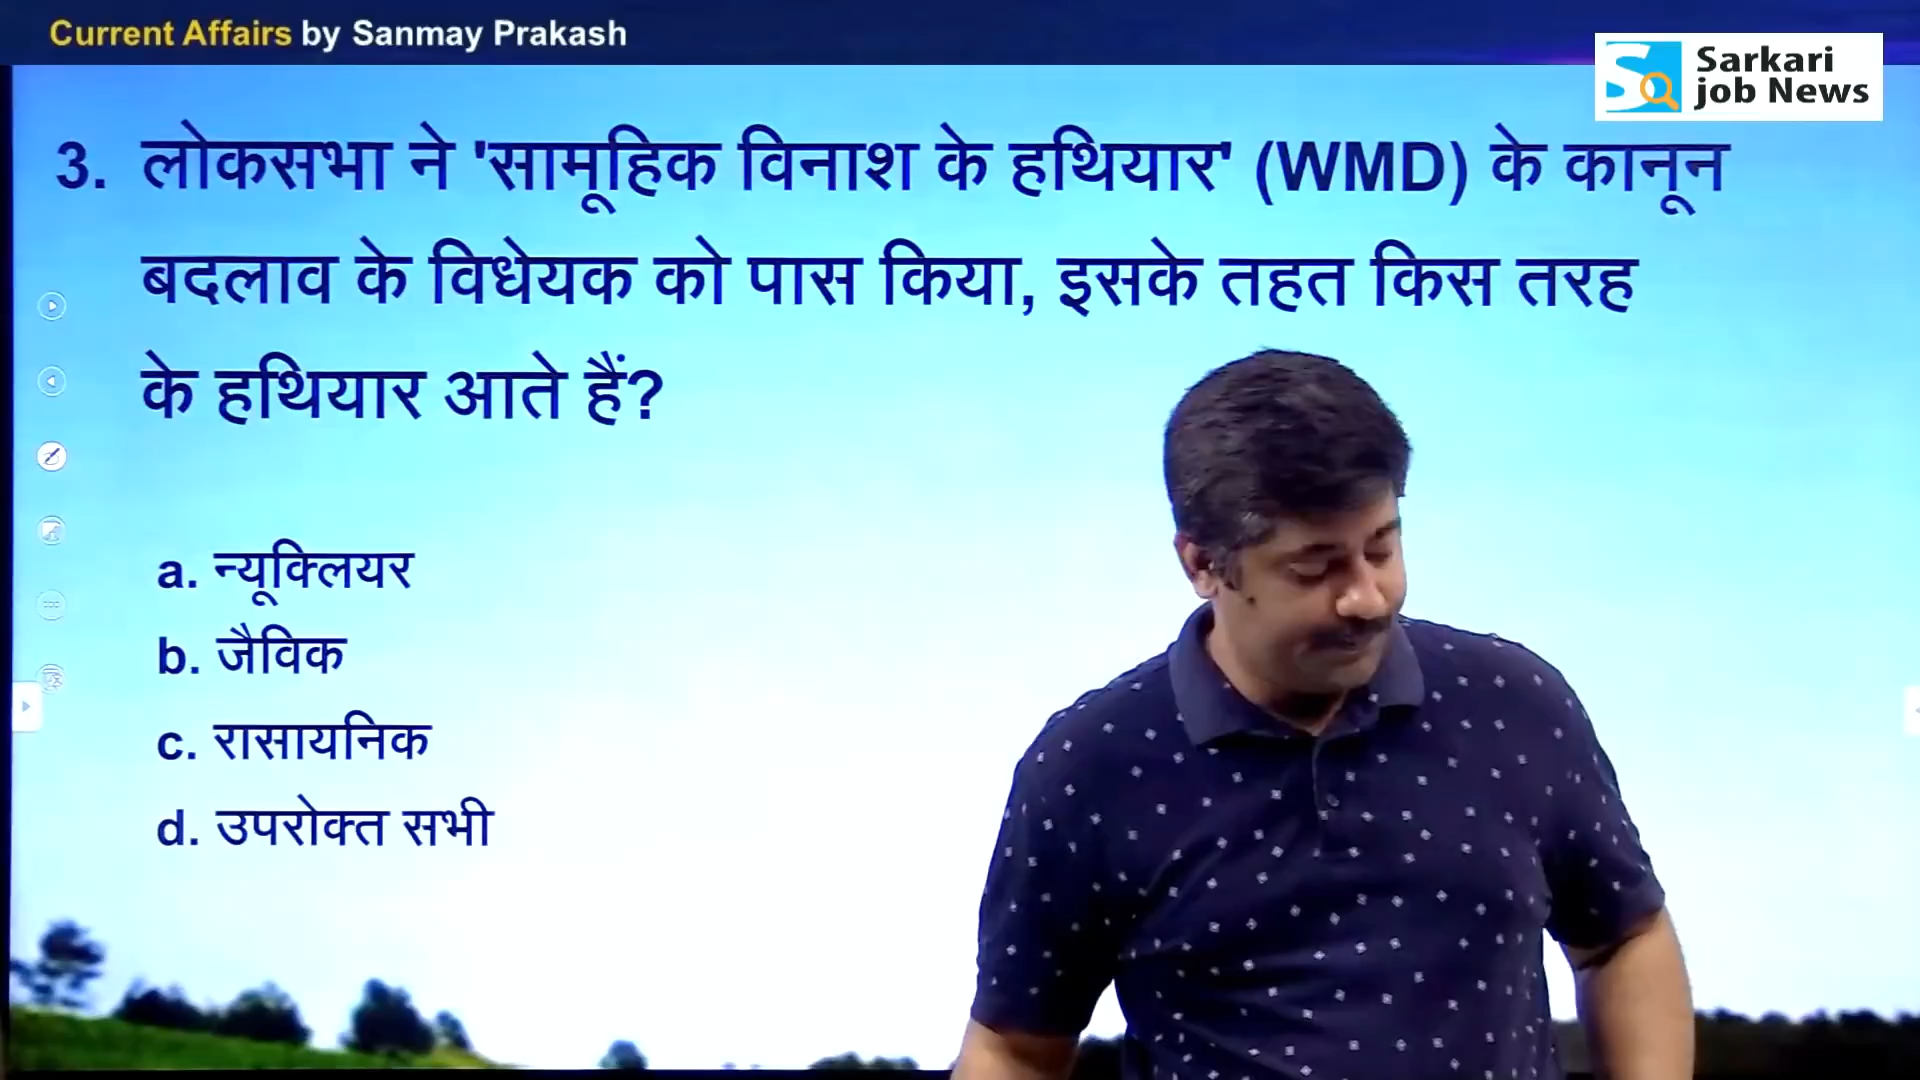 Current Affairs by Sanmay Prakash
Sarkari
job News
3. लोकसभा ने 'सामूहिक विनाश के हथियार' (WMD) के कानून
बदलाव के विधेयक को पास किया, इसके तहत किस तरह
के हथियार आते हैं?
a. न्यूक्लियर
b. जैविक
c. रासायनिक
d. उपरोक्त सभी